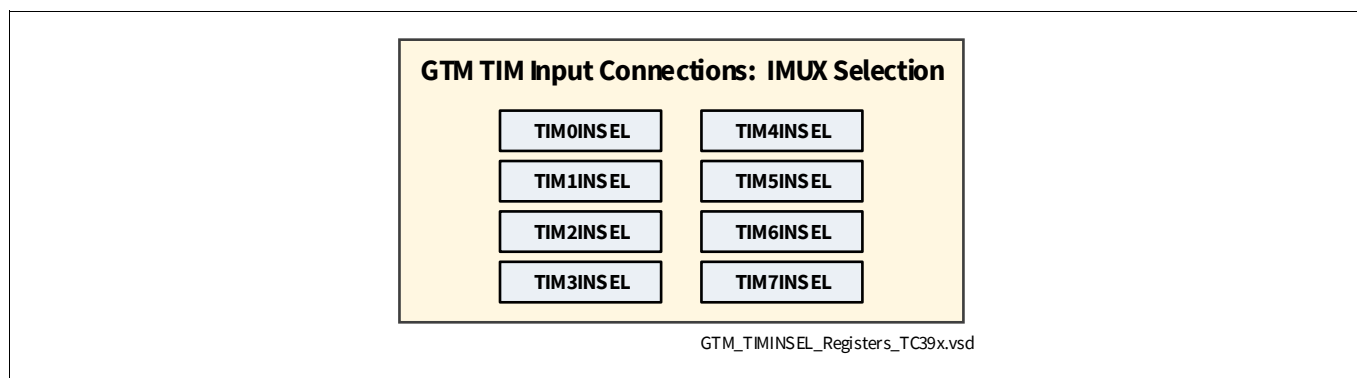 GTM TIM Input Connections: IMUX Selection
TIM0INSEL TIM4INSEL
TIM1INSEL TIM5INSEL
TIM2INSEL TIM6INSEL
TIM3INSEL TIM7INSEL
GTM_TIMINSEL_Registers_TC39x.vsd